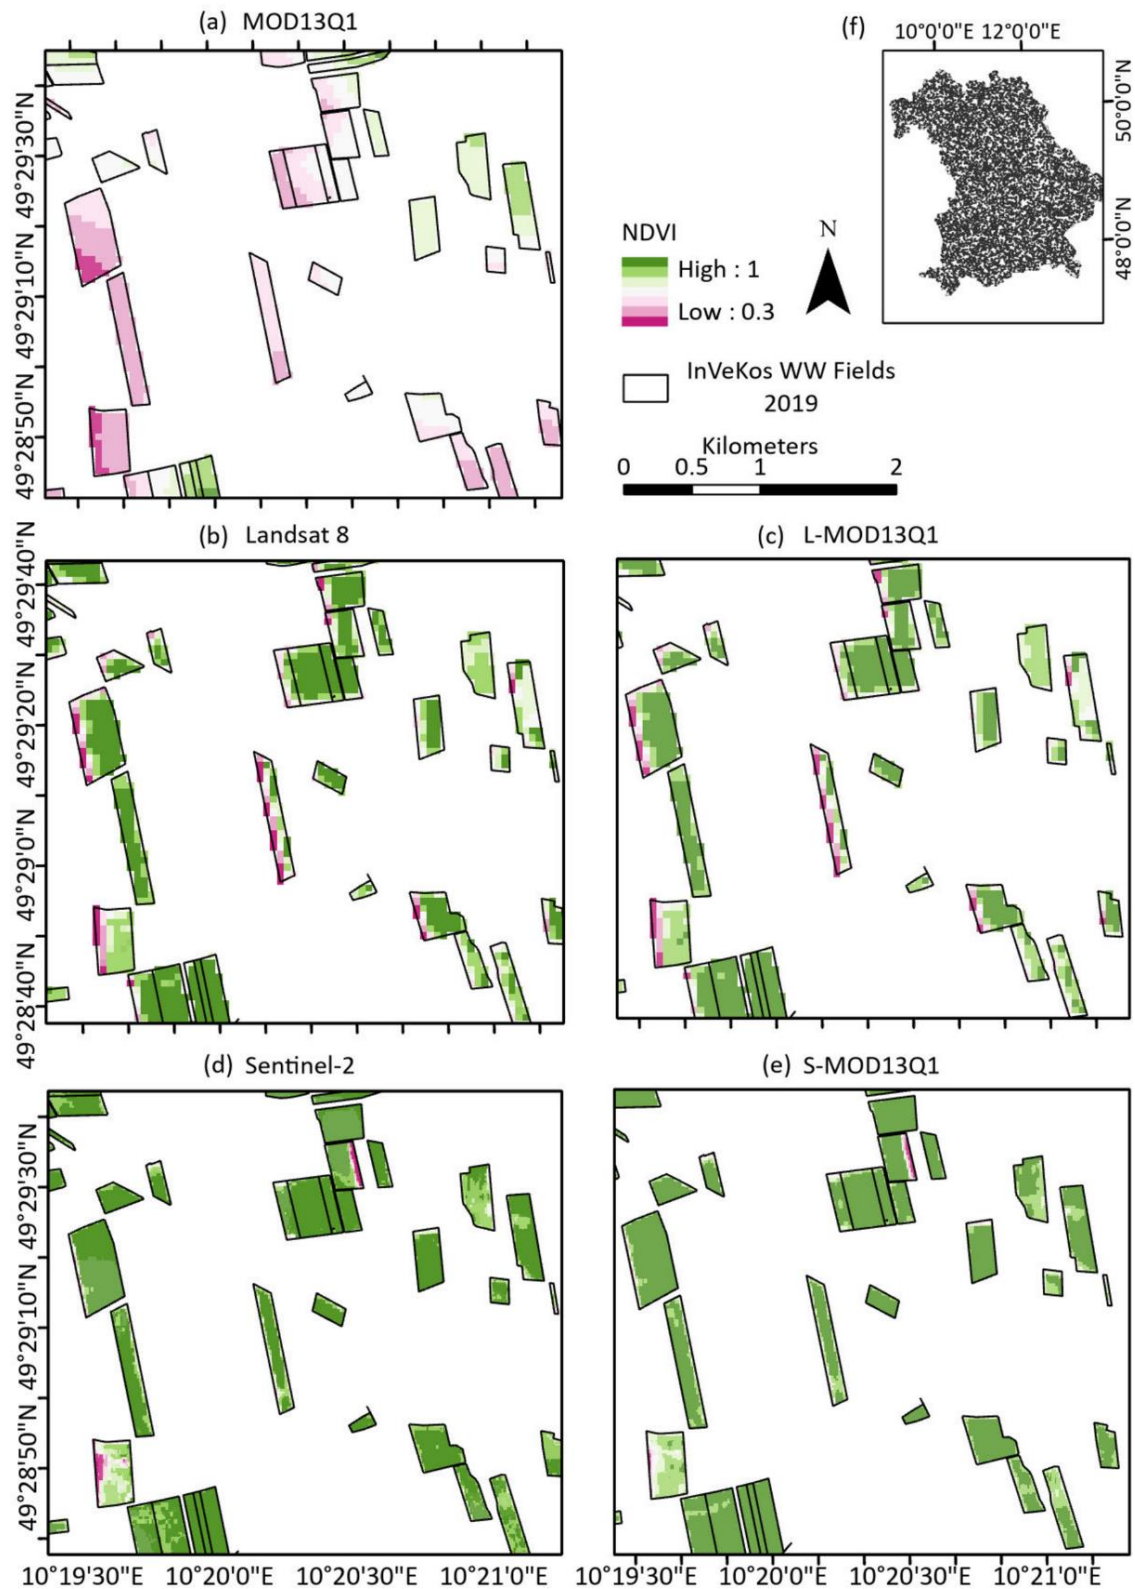 (a) MOD13Q1
(f)
10°0'0"E 12°0'0"E
50°0'0"N
48°0'0"N
49°29'30"N
49°29'10"N
49°28'50"N
NDVI
High : 1
Low : 0.3
N
InVeKos WW Fields
2019
Kilometers
0 0.5 1 2
(b) Landsat 8
(c) L-MOD13Q1
49°29'40"N
49°29'20"N
49°29'0"N
49°28'40"N
(d) Sentinel-2
(e) S-MOD13Q1
49°29'30"N
49°29'10"N
49°28'50"N
10°19'30"E 10°20'0"E 10°20'30"E 10°21'0"E
10°19'30"E 10°20'0"E 10°20'30"E 10°21'0"E